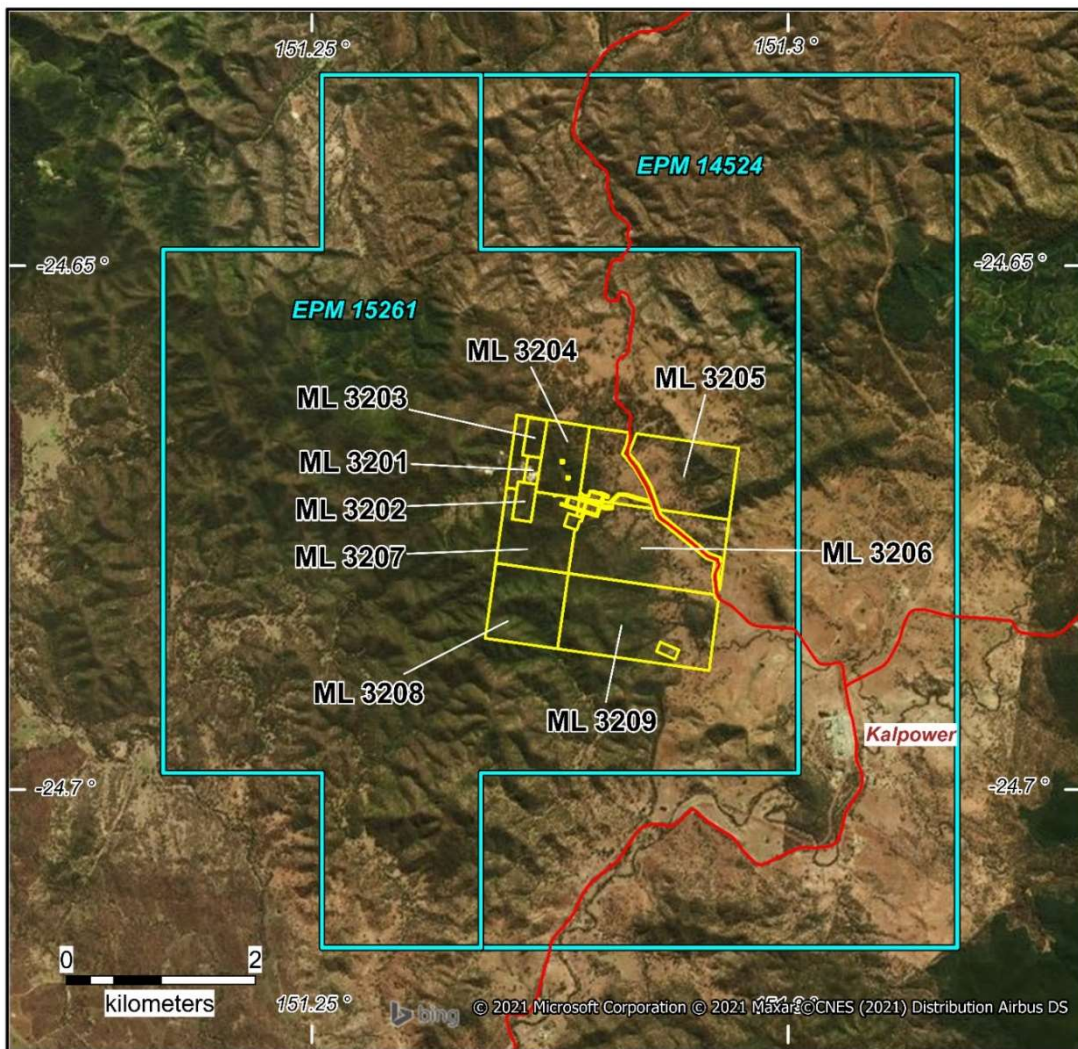 151.25 °
151.3 °
EPM 14524
-24.65 °
-24.65 °
EPM 15261
ML 3204
ML 3205
ML 3203
ML 3201
ML 3202
ML 3207
ML 3206
ML 3208
ML 3209
Kalpower
-24.7 °
-24.7 °
0 2
kilometers
151.25 °
151.3 °
bing
© 2021 Microsoft Corporation © 2021 Maxar ©CNES (2021) Distribution Airbus DS